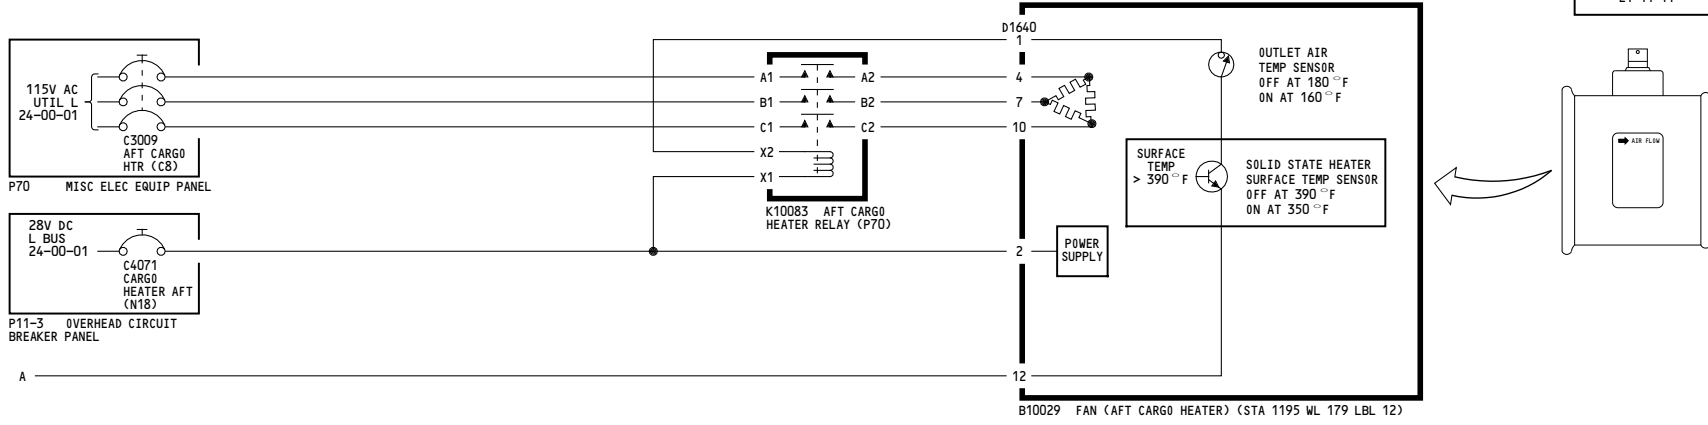 115V AC
UTIL L
24-00-01
C3009
AFT CARGO
HTR (C8)
P70 MISC ELEC EQUIP PANEL
28V DC
L BUS
24-00-01
C4071
CARGO
HEATER AFT
(N18)
P11-3 OVERHEAD CIRCUIT
BREAKER PANEL
A
A1
A2
B1
B2
C1
C2
X2
X1
K10083 AFT CARGO
HEATER RELAY (P70)
D1640
1
4
7
10
2
12
OUTLET AIR
TEMP SENSOR
OFF AT 180°F
ON AT 160°F
SURFACE
TEMP
> 390°F
SOLID STATE HEATER
SURFACE TEMP SENSOR
OFF AT 390°F
ON AT 350°F
POWER
SUPPLY
B10029 FAN (AFT CARGO HEATER) (STA 1195 WL 179 LBL 12)
AIR FLOW